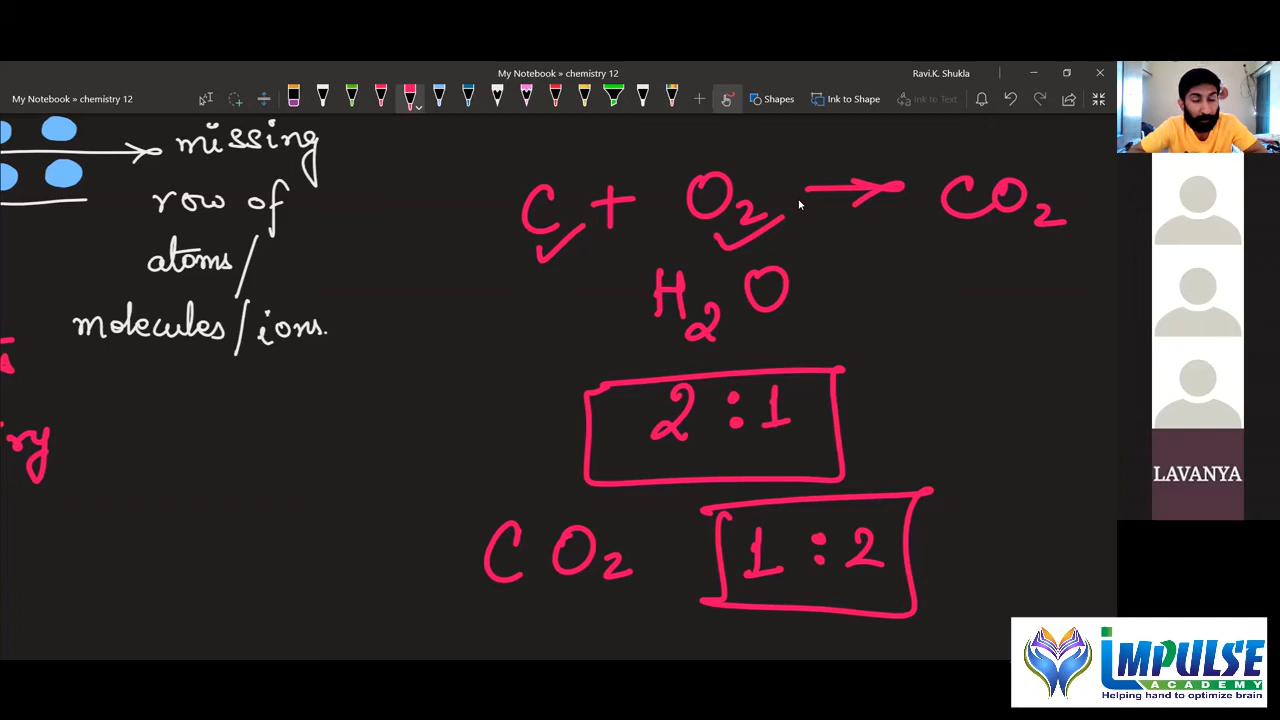 My Notebook » chemistry 12
Ravi.K. Shukla
My Notebook » chemistry 12
Shapes
Ink to Shape
Ink to Text
missing
row of
atoms/
molecules/ions.
ry
C + O2 → CO2
H2O
2 : 1
CO2 1 : 2
LAVANYA
iMPULSE
ACADEMY
Helping hand to optimize brain